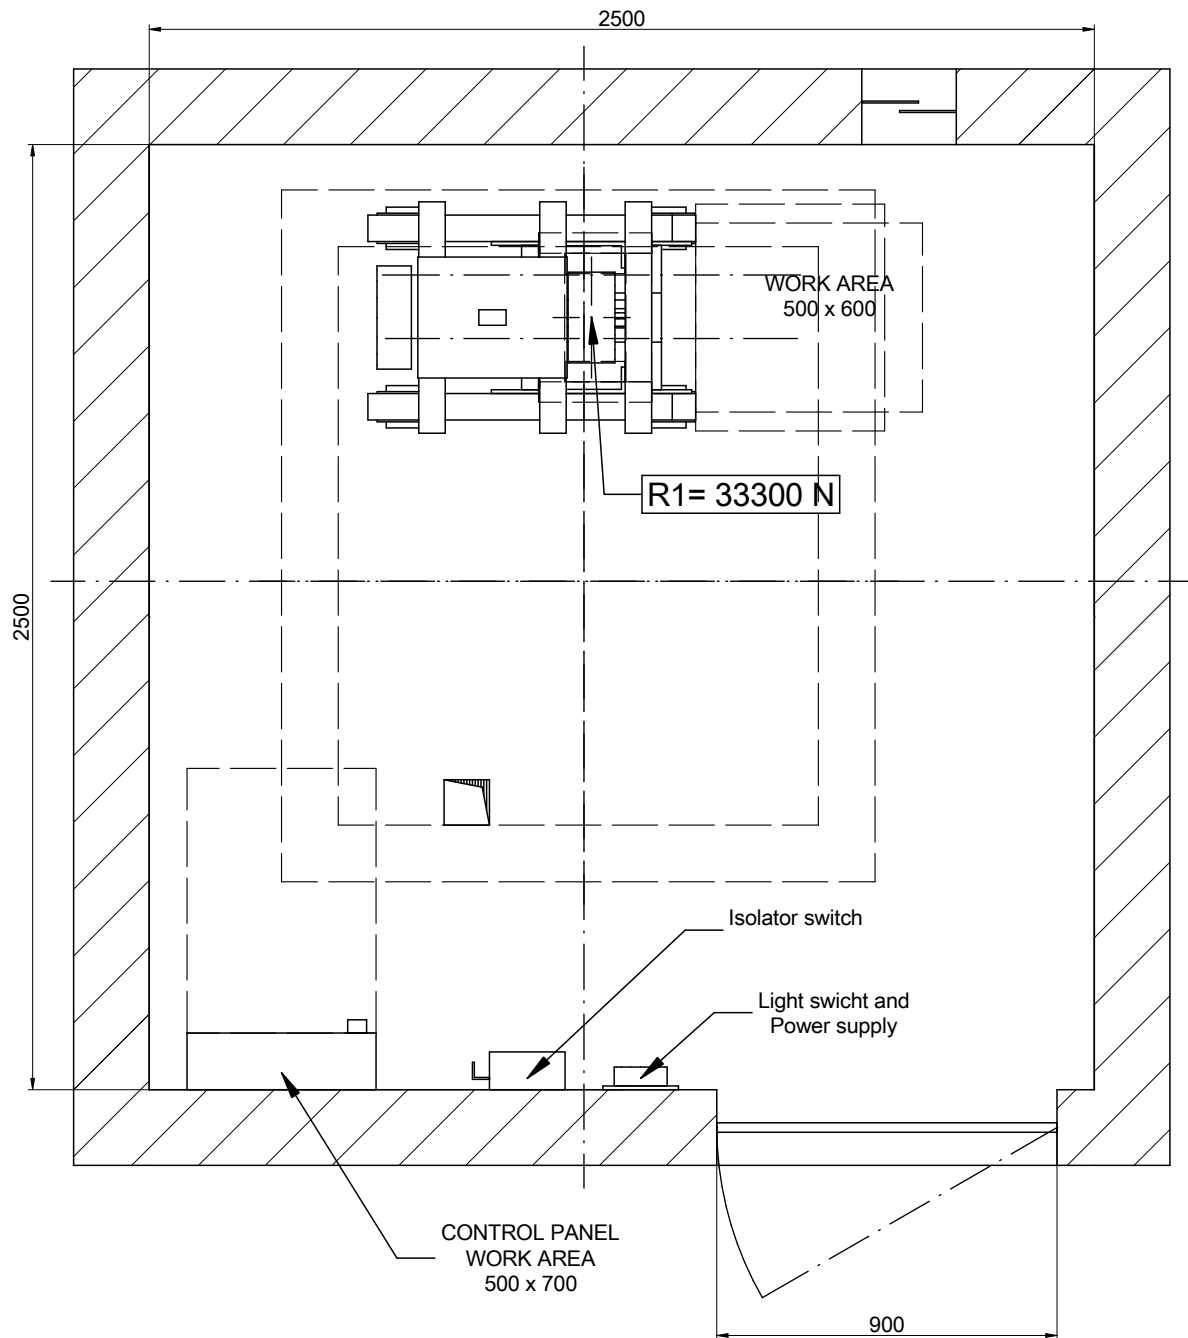 2500
WORK AREA
500 x 600
R1= 33300 N
2500
Isolator switch
Light swicht and
Power supply
CONTROL PANEL
WORK AREA
500 x 700
900